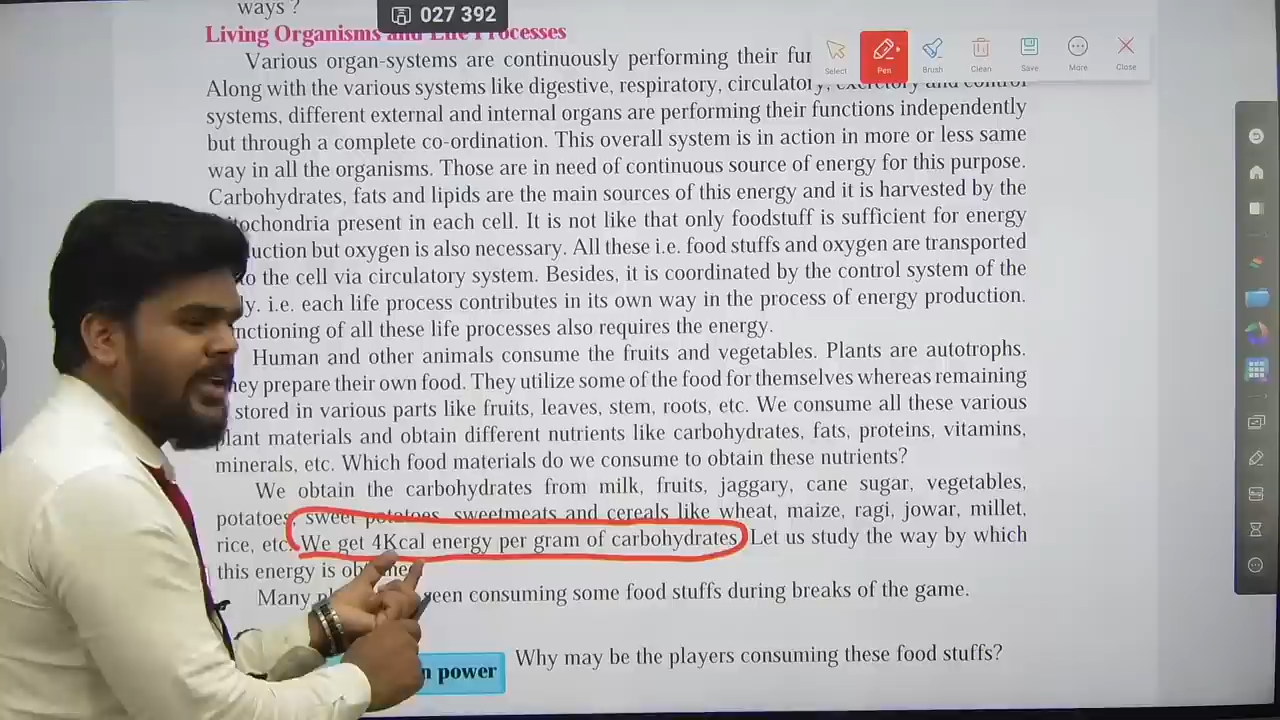 ways ?
027 392
Living Organisms and Life Processes
Various organ-systems are continuously performing their
Select Pen Brush Clean Save More Close
Along with the various systems like digestive, respiratory, circulatory, excretory and control
systems, different external and internal organs are performing their functions independently
but through a complete co-ordination. This overall system is in action in more or less same
way in all the organisms. Those are in need of continuous source of energy for this purpose.
Carbohydrates, fats and lipids are the main sources of this energy and it is harvested by the
ochondria present in each cell. It is not like that only foodstuff is sufficient for energy
uction but oxygen is also necessary. All these i.e. food stuffs and oxygen are transported
to the cell via circulatory system. Besides, it is coordinated by the control system of the
y. i.e. each life process contributes in its own way in the process of energy production.
nctioning of all these life processes also requires the energy.
Human and other animals consume the fruits and vegetables. Plants are autotrophs.
hey prepare their own food. They utilize some of the food for themselves whereas remaining
stored in various parts like fruits, leaves, stem, roots, etc. We consume all these various
plant materials and obtain different nutrients like carbohydrates, fats, proteins, vitamins,
minerals, etc. Which food materials do we consume to obtain these nutrients?
We obtain the carbohydrates from milk, fruits, jaggary, cane sugar, vegetables,
potatoes, sweet potatoes, sweetmeats and cereals like wheat, maize, ragi, jowar, millet,
rice, etc. We get 4Kcal energy per gram of carbohydrates. Let us study the way by which
this energy is
Many een consuming some food stuffs during breaks of the game.
n power
Why may be the players consuming these food stuffs?